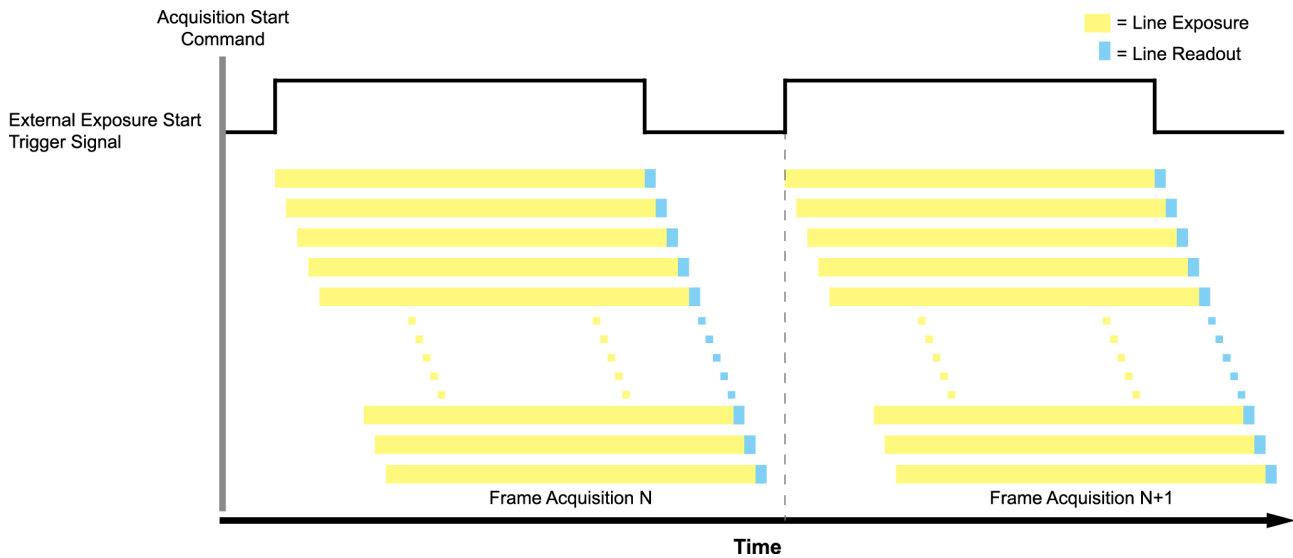 Acquisition Start
Command
= Line Exposure
= Line Readout
External Exposure Start
Trigger Signal
Frame Acquisition N
Frame Acquisition N+1
Time